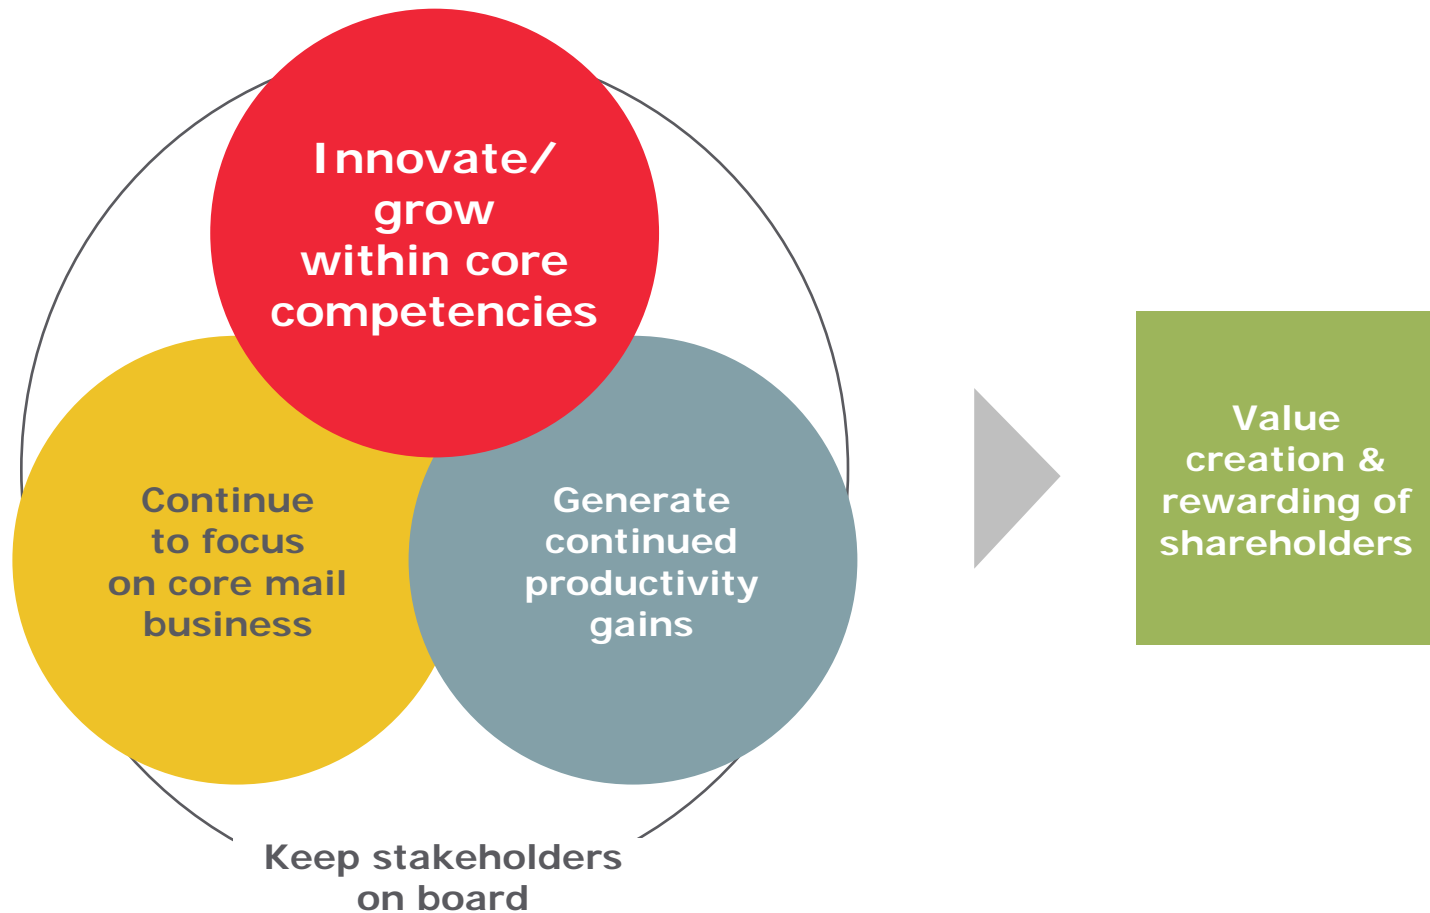 Innovate/
grow
within core
competencies
Continue
to focus
on core mail
business
Generate
continued
productivity
gains
Keep stakeholders
on board
Value
creation &
rewarding of
shareholders